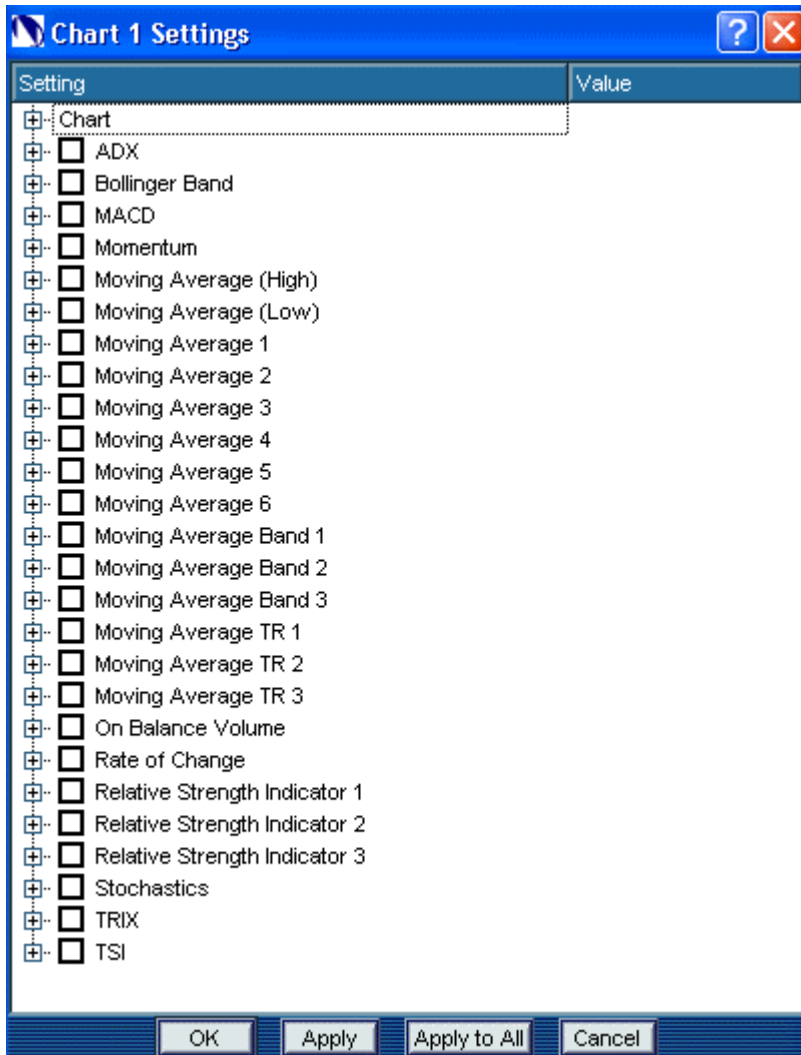 Chart 1 Settings
Setting Value
Chart
ADX
Bollinger Band
MACD
Momentum
Moving Average (High)
Moving Average (Low)
Moving Average 1
Moving Average 2
Moving Average 3
Moving Average 4
Moving Average 5
Moving Average 6
Moving Average Band 1
Moving Average Band 2
Moving Average Band 3
Moving Average TR 1
Moving Average TR 2
Moving Average TR 3
On Balance Volume
Rate of Change
Relative Strength Indicator 1
Relative Strength Indicator 2
Relative Strength Indicator 3
Stochastics
TRIX
TSI
OK Apply Apply to All Cancel